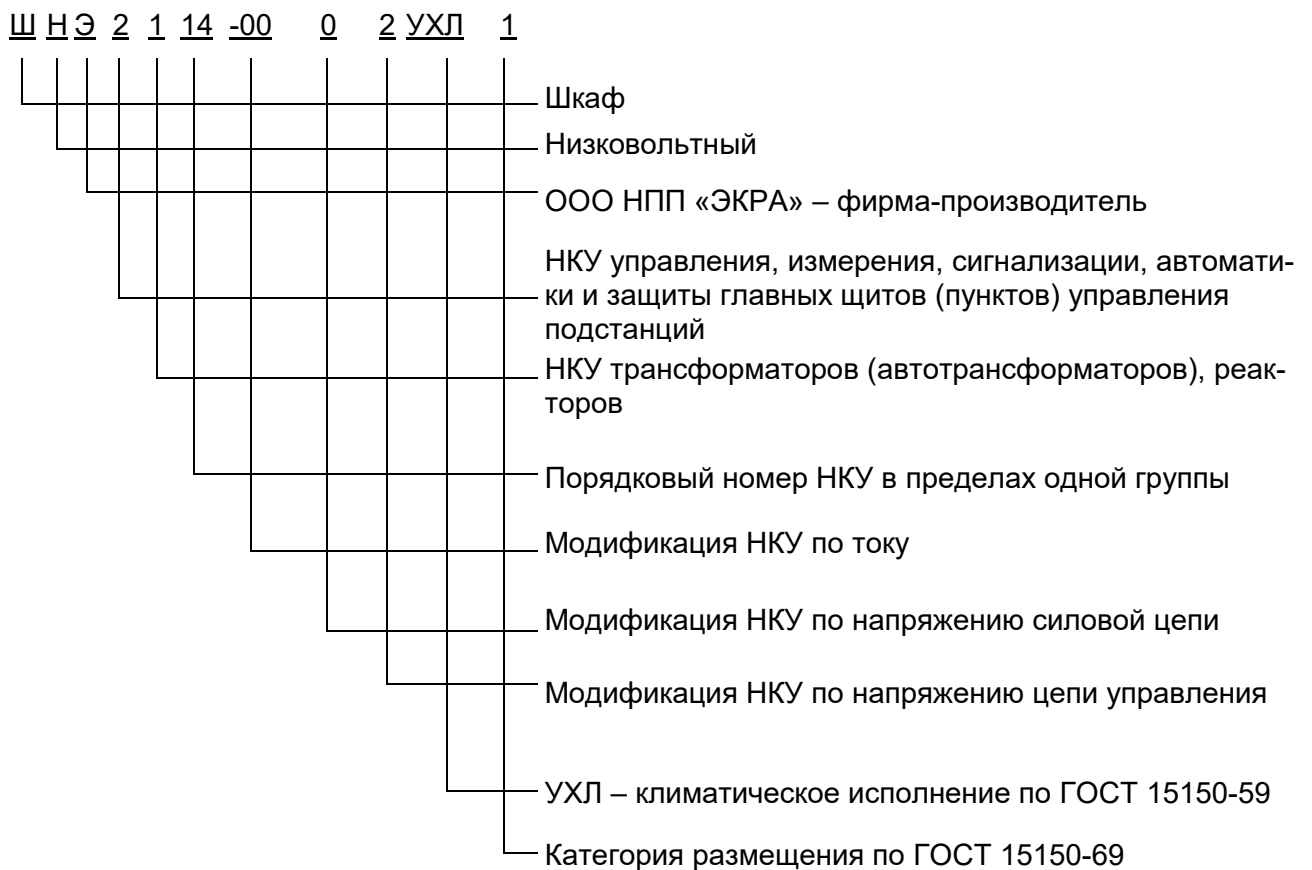 Ш Н Э 2 1 14 -00 0 2 УХЛ 1
Шкаф
Низковольтный
ООО НПП «ЭКРА» – фирма-производитель
НКУ управления, измерения, сигнализации, автомати-
ки и защиты главных щитов (пунктов) управления
подстанций
НКУ трансформаторов (автотрансформаторов), реак-
торов
Порядковый номер НКУ в пределах одной группы
Модификация НКУ по току
Модификация НКУ по напряжению силовой цепи
Модификация НКУ по напряжению цепи управления
УХЛ – климатическое исполнение по ГОСТ 15150-59
Категория размещения по ГОСТ 15150-69